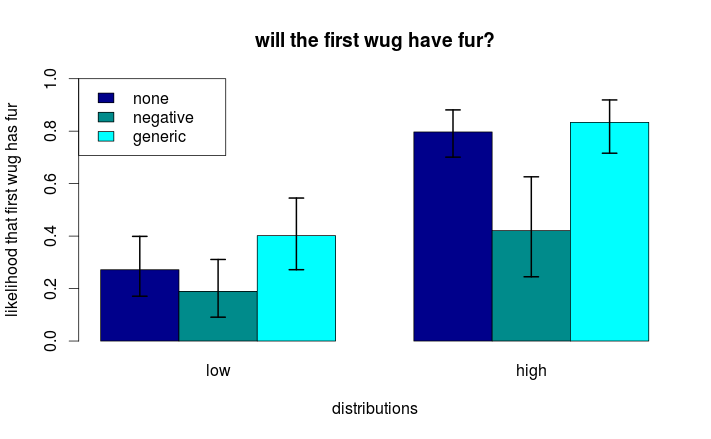 will the first wug have fur?
likelihood that first wug has fur
1.0
0.8
0.6
0.4
0.2
0.0
none
negative
generic
low
high
distributions